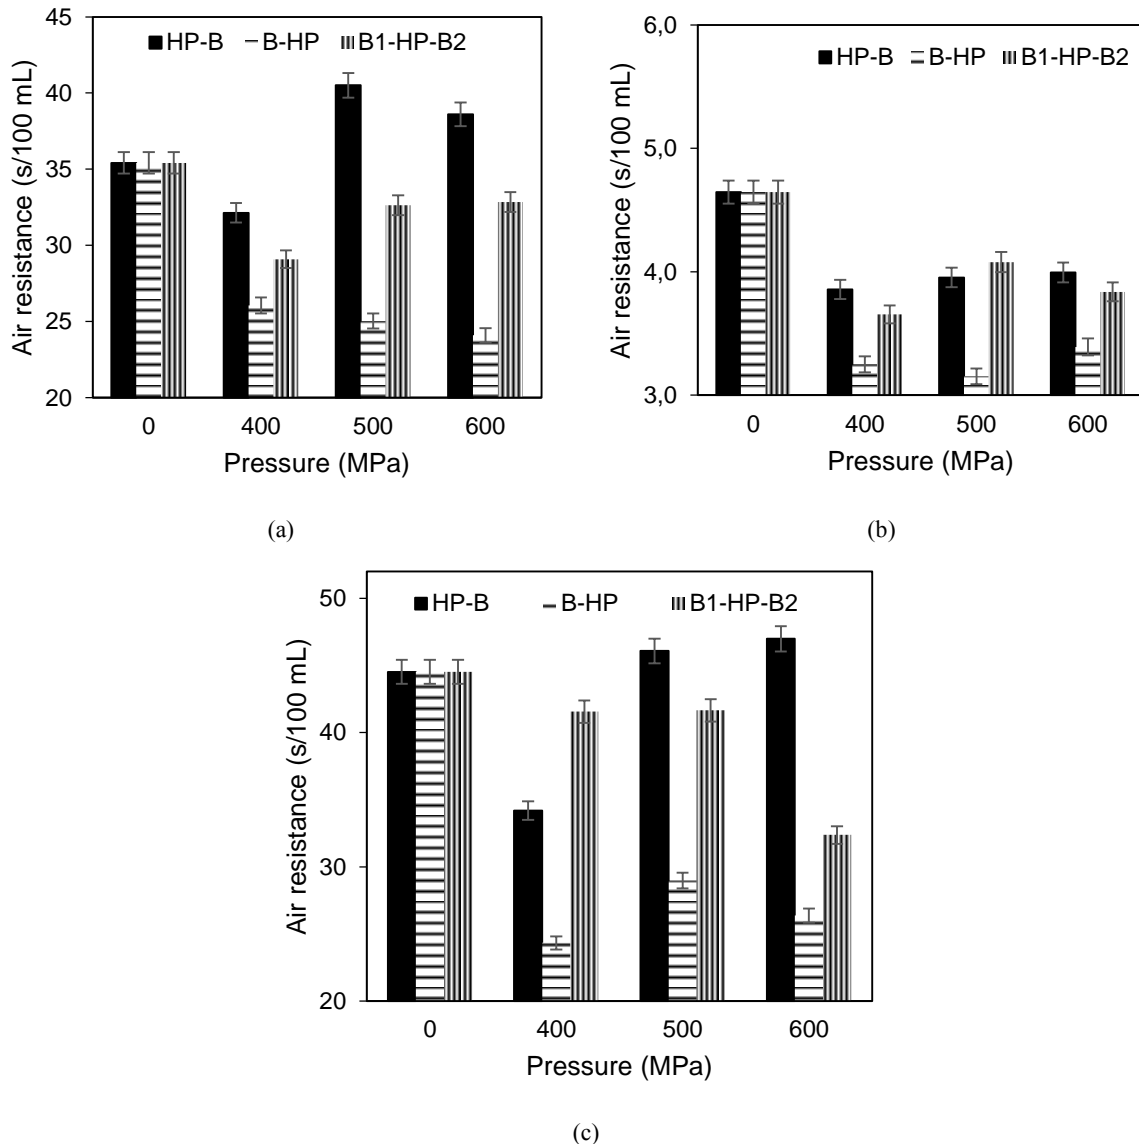 45
40
35
30
25
20
Air resistance (s/100 mL)
HP-B B-HP B1-HP-B2
0 400 500 600
Pressure (MPa)
(a)
6,0
5,0
4,0
3,0
Air resistance (s/100 mL)
HP-B B-HP B1-HP-B2
0 400 500 600
Pressure (MPa)
(b)
50
40
30
20
Air resistance (s/100 mL)
HP-B B-HP B1-HP-B2
0 400 500 600
Pressure (MPa)
(c)